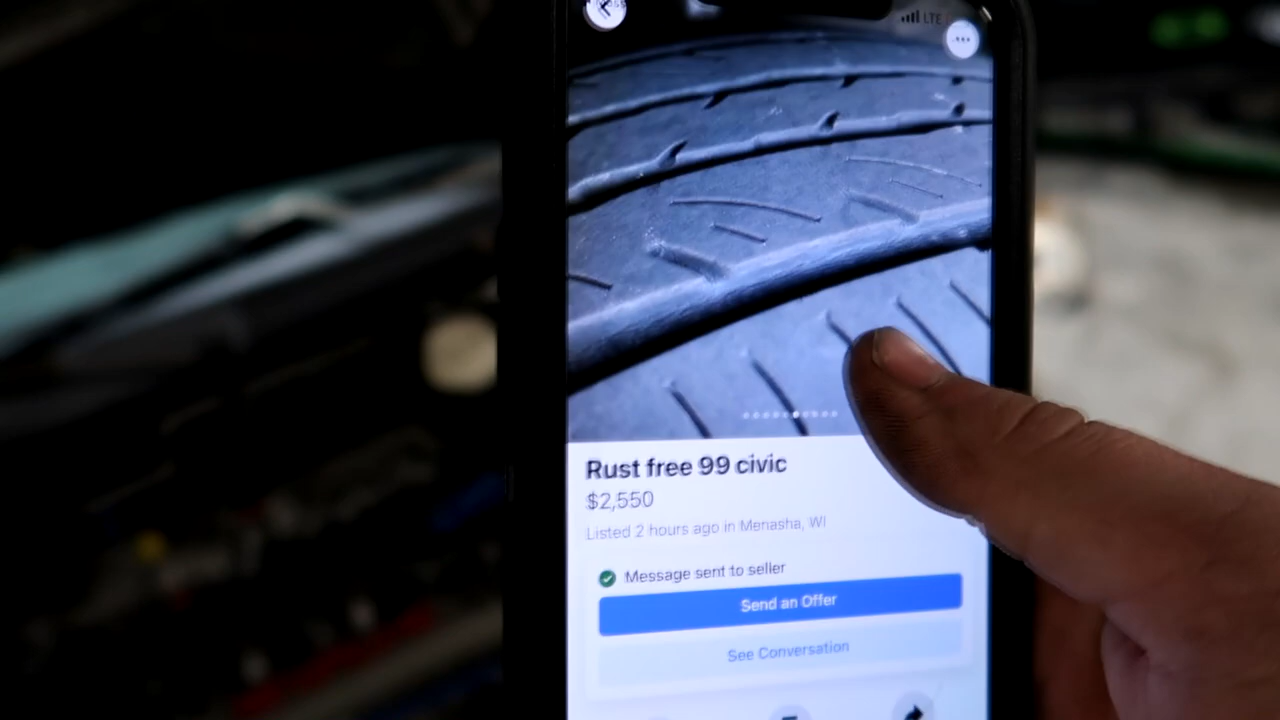 LTE
Rust free 99 civic
$2,550
Listed 2 hours ago in Menasha, WI
Message sent to seller
Send an Offer
See Conversation